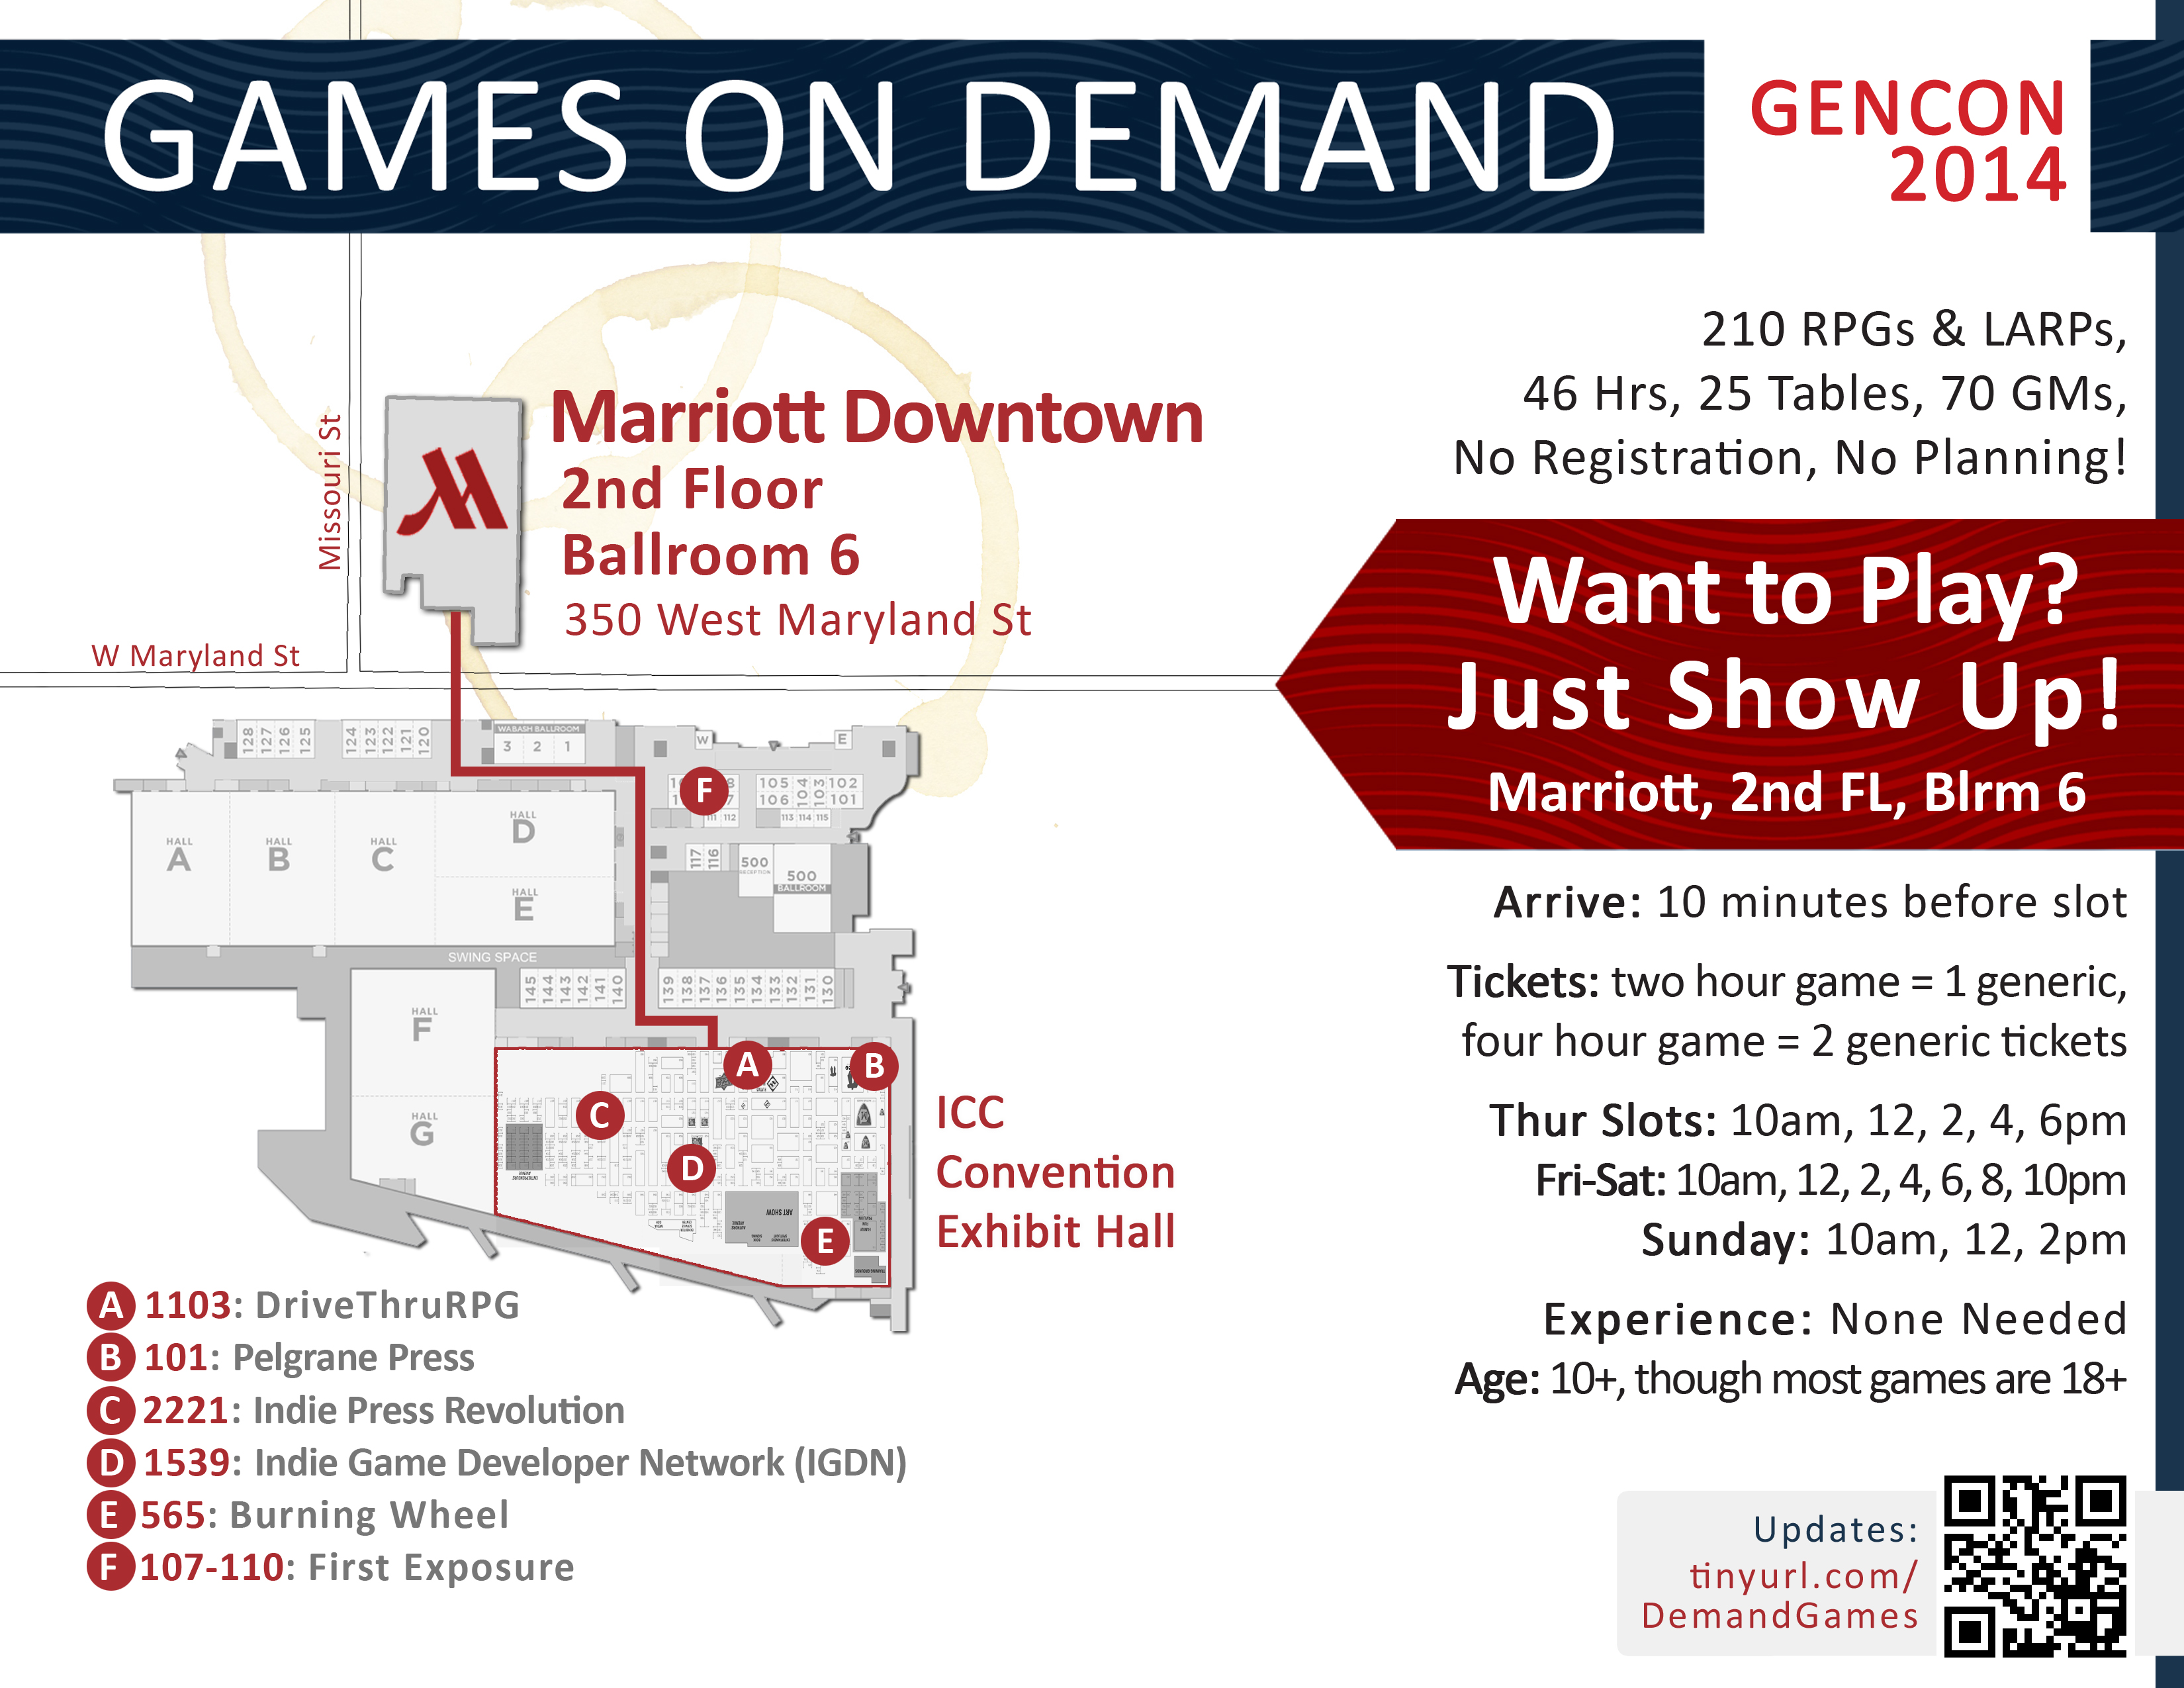 GAMES ON DEMAND
GENCON
2014
210 RPGs & LARPs,
46 Hrs, 25 Tables, 70 GMs,
No Registration, No Planning!
Want to Play?
Just Show Up!
Marriott, 2nd FL, Blrm 6
Arrive: 10 minutes before slot
Tickets: two hour game = 1 generic,
four hour game = 2 generic tickets
Thur Slots: 10am, 12, 2, 4, 6pm
Fri-Sat: 10am, 12, 2, 4, 6, 8, 10pm
Sunday: 10am, 12, 2pm
Experience: None Needed
Age: 10+, though most games are 18+
Updates:
tinyurl.com/
DemandGames
Marriott Downtown
2nd Floor
Ballroom 6
350 West Maryland St
Missouri St
W Maryland St
128 127 126 125
124 123 122 121 120
WABASH BALLROOM
3 2 1
W
E
F
105 104 103 102
106 101
111 112
113 114 115
117 116
500
RECEPTION
500
BALLROOM
HALL
A
HALL
B
HALL
C
HALL
D
HALL
E
SWING SPACE
145 144 143 142 141 140
139 138 137 136 135 134 133 132 131 130
HALL
F
HALL
G
A
B
C
D
E
ART SHOW
ICC
Convention
Exhibit Hall
A 1103: DriveThruRPG
B 101: Pelgrane Press
C 2221: Indie Press Revolution
D 1539: Indie Game Developer Network (IGDN)
E 565: Burning Wheel
F 107-110: First Exposure